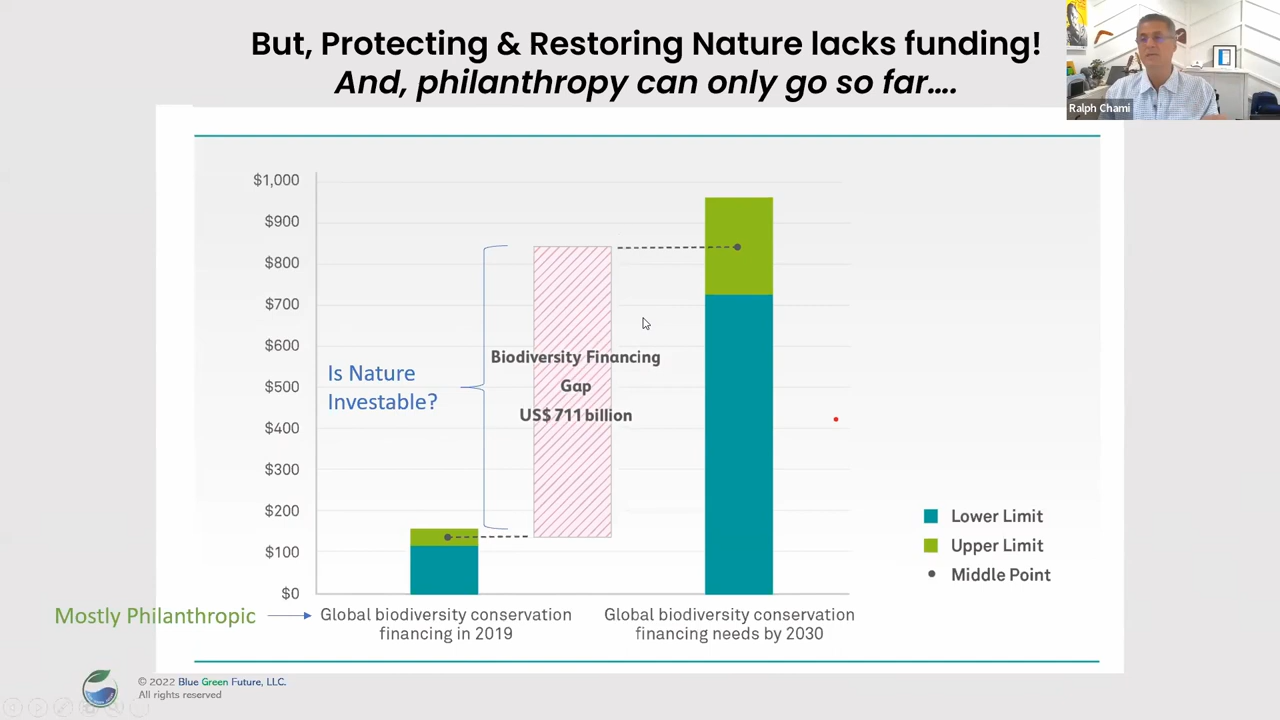 But, Protecting & Restoring Nature lacks funding!
And, philanthropy can only go so far....
Ralph Chami
$1,000
$900
$800
$700
$600
$500
$400
$300
$200
$100
$0
Is Nature
Investable?
Biodiversity Financing
Gap
US$ 711 billion
Lower Limit
Upper Limit
Middle Point
Mostly Philanthropic
Global biodiversity conservation
financing in 2019
Global biodiversity conservation
financing needs by 2030
© 2022 Blue Green Future, LLC.
All rights reserved